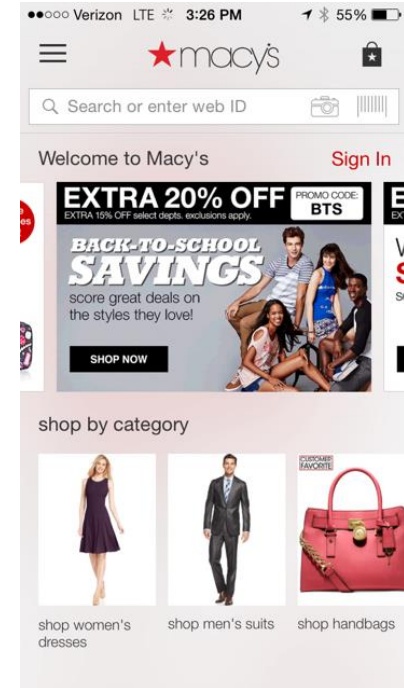 Verizon LTE 3:26 PM 55%
macy's
Search or enter web ID
Welcome to Macy's Sign In
EXTRA 20% OFF
EXTRA 15% OFF select depts. exclusions apply.
PROMO CODE:
BTS
BACK-TO-SCHOOL
SAVINGS
score great deals on
the styles they love!
SHOP NOW
shop by category
CUSTOMER
FAVORITE
shop women's
dresses
shop men's suits
shop handbags